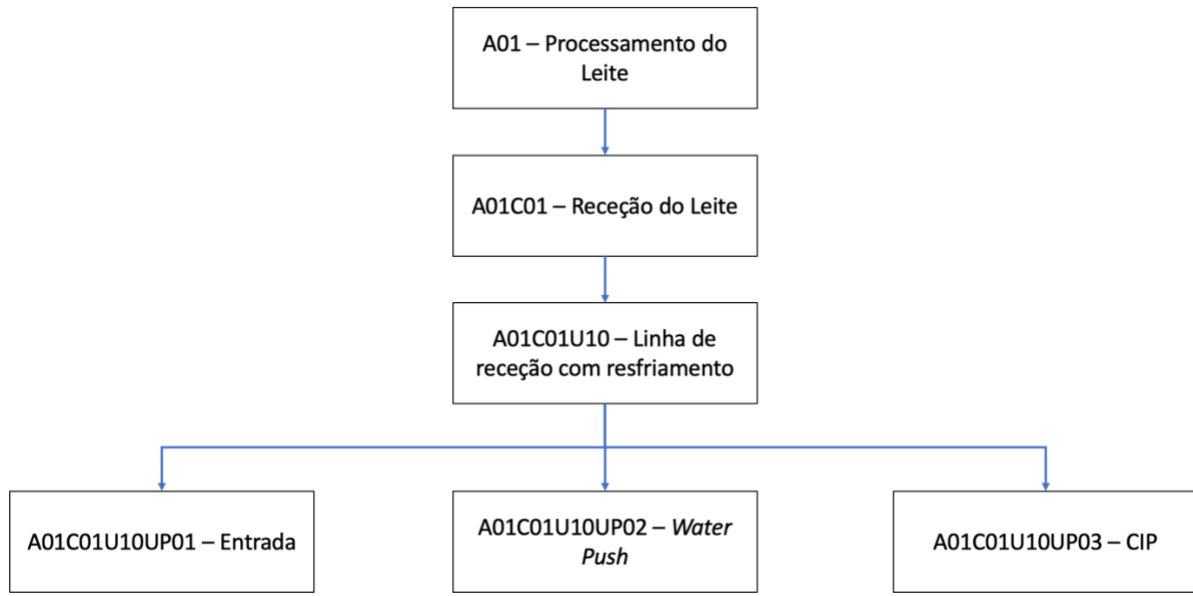 A01 – Processamento do
Leite
A01C01 – Receção do Leite
A01C01U10 – Linha de
receção com resfriamento
A01C01U10UP01 – Entrada
A01C01U10UP02 – Water
Push
A01C01U10UP03 – CIP